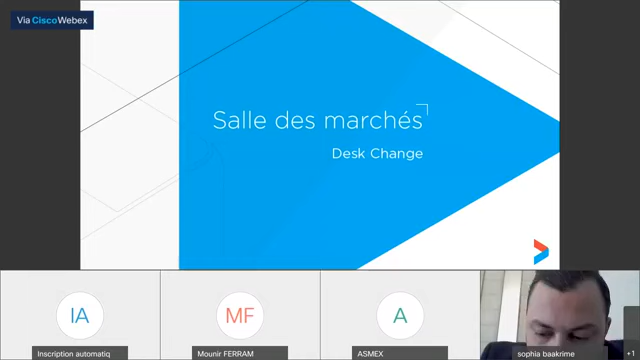 Via CiscoWebex
Salle des marchés
Desk Change
IA
MF
A
Inscription automatiq
Mounir FERRAM
ASMEX
sophia baakrime
+1